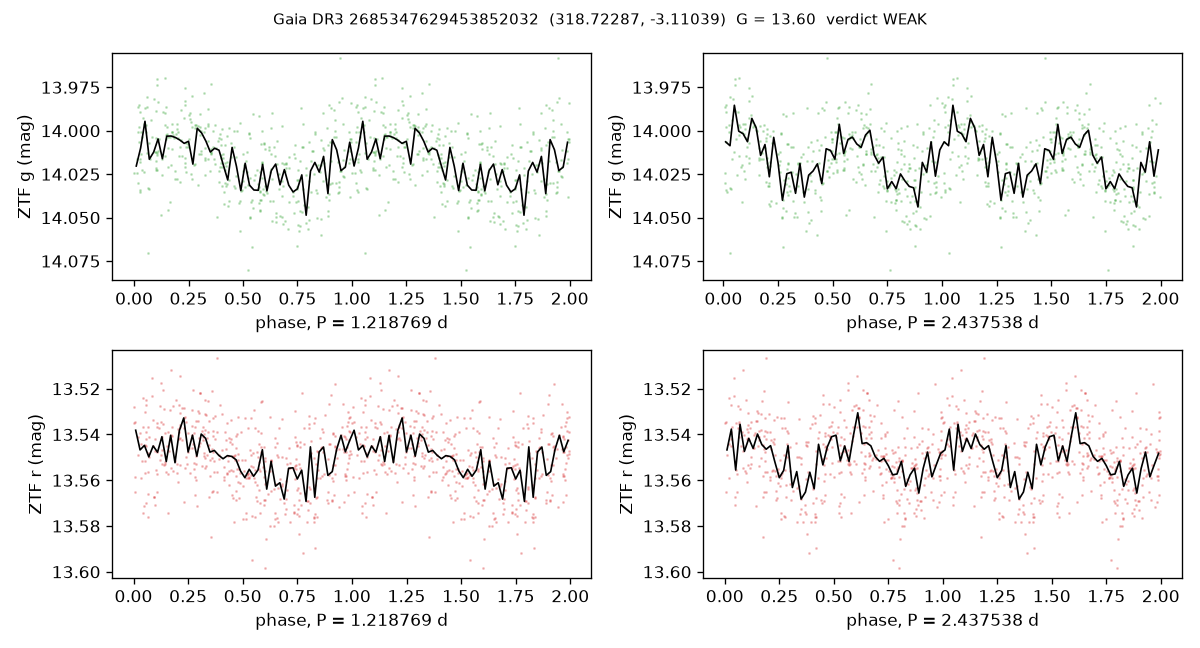 Gaia DR3 2685347629453852032 (318.72287, -3.11039) G = 13.60 verdict WEAK
ZTF g (mag)
13.975
14.000
14.025
14.050
14.075
0.00 0.25 0.50 0.75 1.00 1.25 1.50 1.75 2.00
phase, P = 1.218769 d
ZTF g (mag)
13.975
14.000
14.025
14.050
14.075
0.00 0.25 0.50 0.75 1.00 1.25 1.50 1.75 2.00
phase, P = 2.437538 d
ZTF r (mag)
13.52
13.54
13.56
13.58
13.60
0.00 0.25 0.50 0.75 1.00 1.25 1.50 1.75 2.00
phase, P = 1.218769 d
ZTF r (mag)
13.52
13.54
13.56
13.58
13.60
0.00 0.25 0.50 0.75 1.00 1.25 1.50 1.75 2.00
phase, P = 2.437538 d